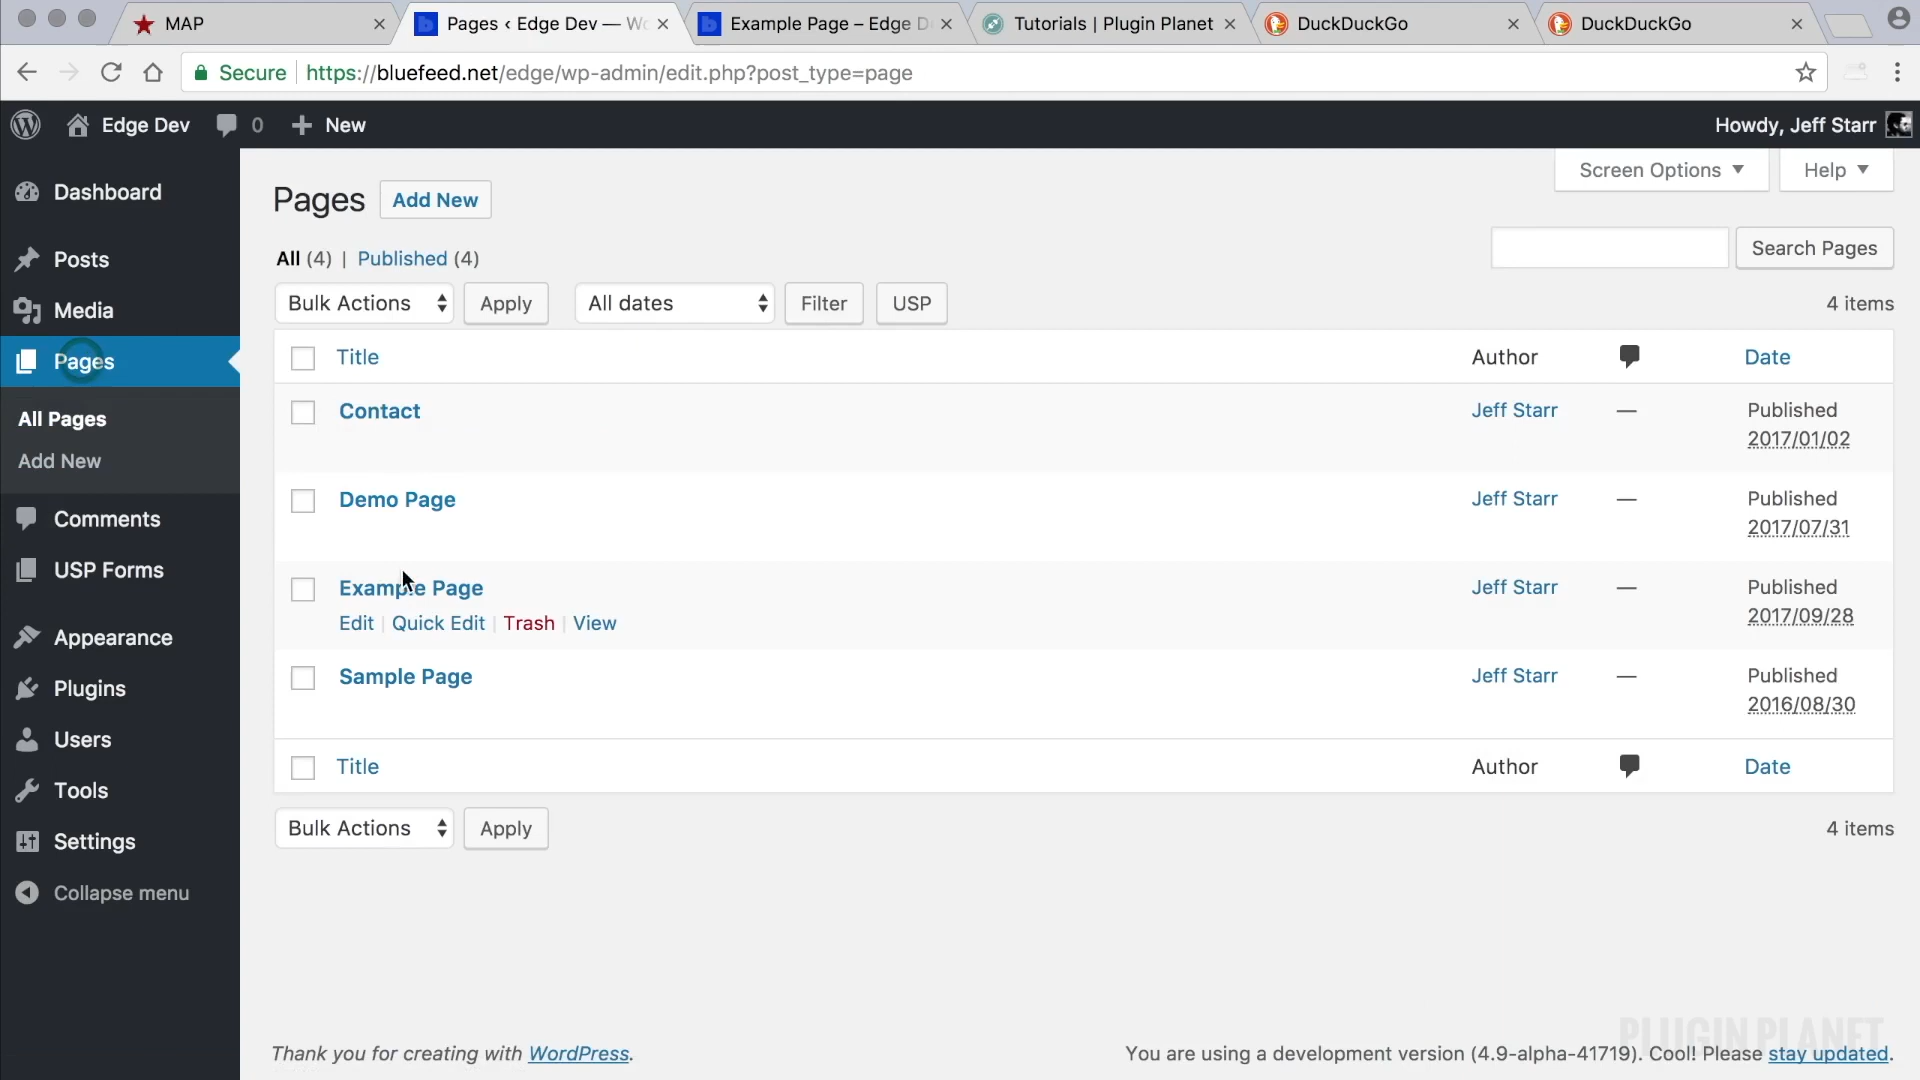 MAP
Pages ‹ Edge Dev — Wo
Example Page – Edge D
Tutorials | Plugin Planet
DuckDuckGo
DuckDuckGo
Secure
https://bluefeed.net/edge/wp-admin/edit.php?post_type=page
Edge Dev
0
New
Howdy, Jeff Starr
Dashboard
Posts
Media
Pages
All Pages
Add New
Comments
USP Forms
Appearance
Plugins
Users
Tools
Settings
Collapse menu
Screen Options
Help
Pages
Add New
All (4) | Published (4)
Search Pages
Bulk Actions
Apply
All dates
Filter
USP
4 items
Title
Author
Date
Contact
Jeff Starr
—
Published
2017/01/02
Demo Page
Jeff Starr
—
Published
2017/07/31
Example Page
Edit | Quick Edit | Trash | View
Jeff Starr
—
Published
2017/09/28
Sample Page
Jeff Starr
—
Published
2016/08/30
Title
Author
Date
Bulk Actions
Apply
4 items
PLUGIN PLANET
Thank you for creating with WordPress.
You are using a development version (4.9-alpha-41719). Cool! Please stay updated.